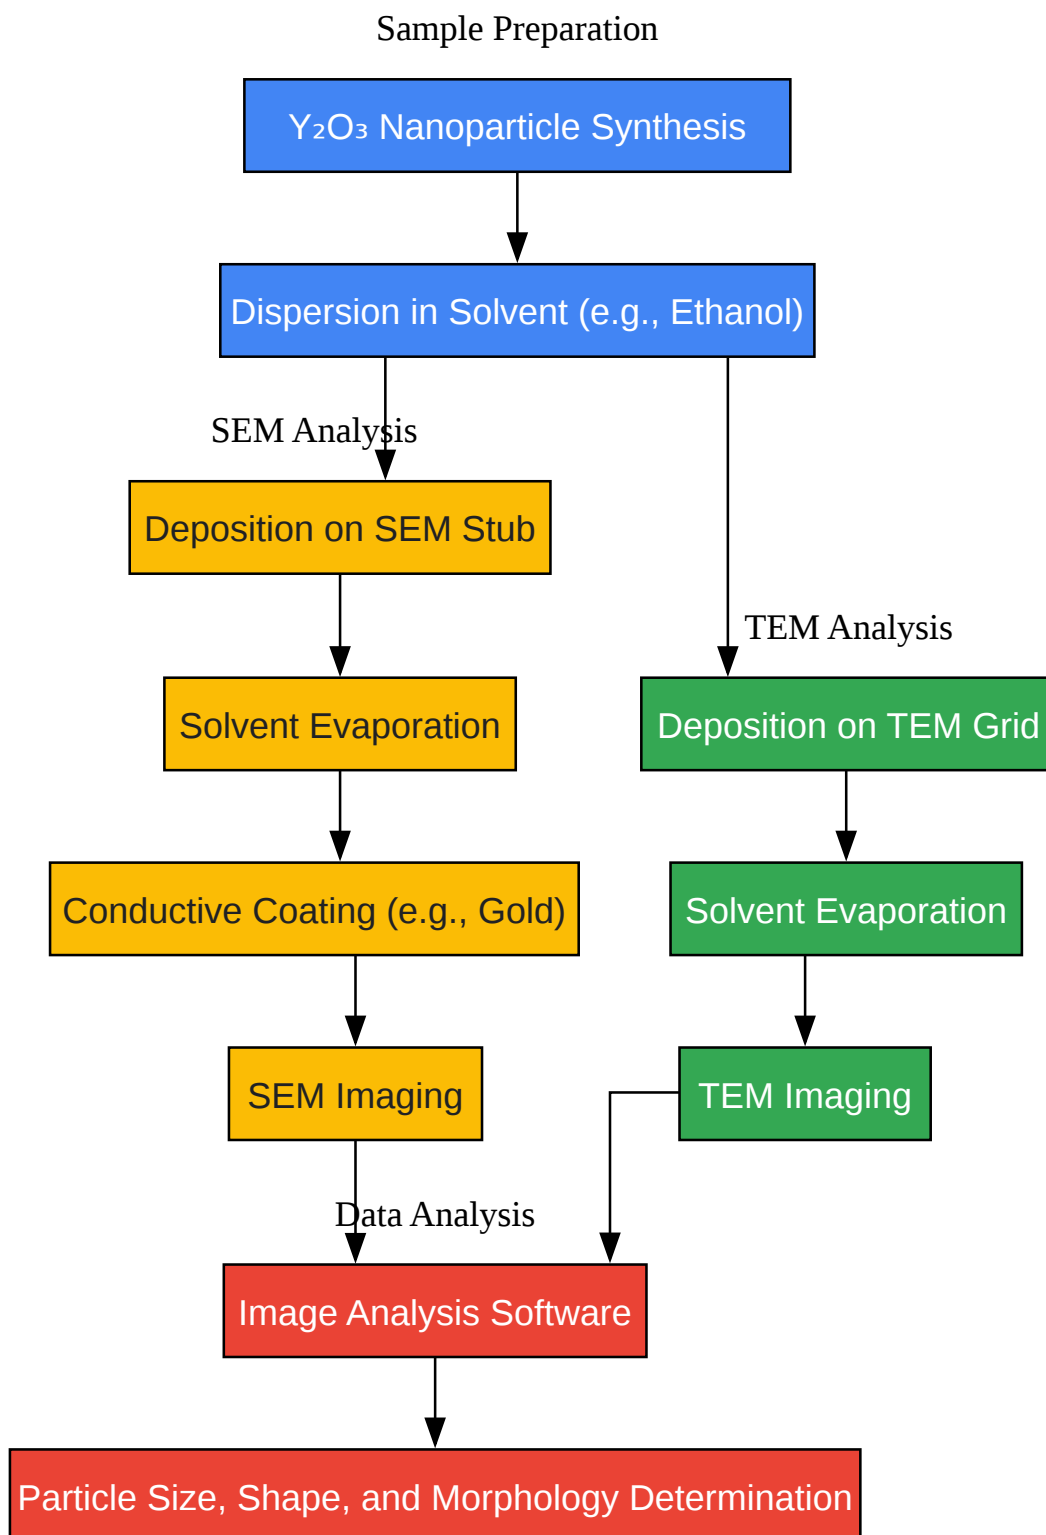 Sample Preparation
Y₂O₃ Nanoparticle Synthesis
Dispersion in Solvent (e.g., Ethanol)
SEM Analysis
Deposition on SEM Stub
TEM Analysis
Solvent Evaporation
Deposition on TEM Grid
Conductive Coating (e.g., Gold)
Solvent Evaporation
SEM Imaging
TEM Imaging
Data Analysis
Image Analysis Software
Particle Size, Shape, and Morphology Determination